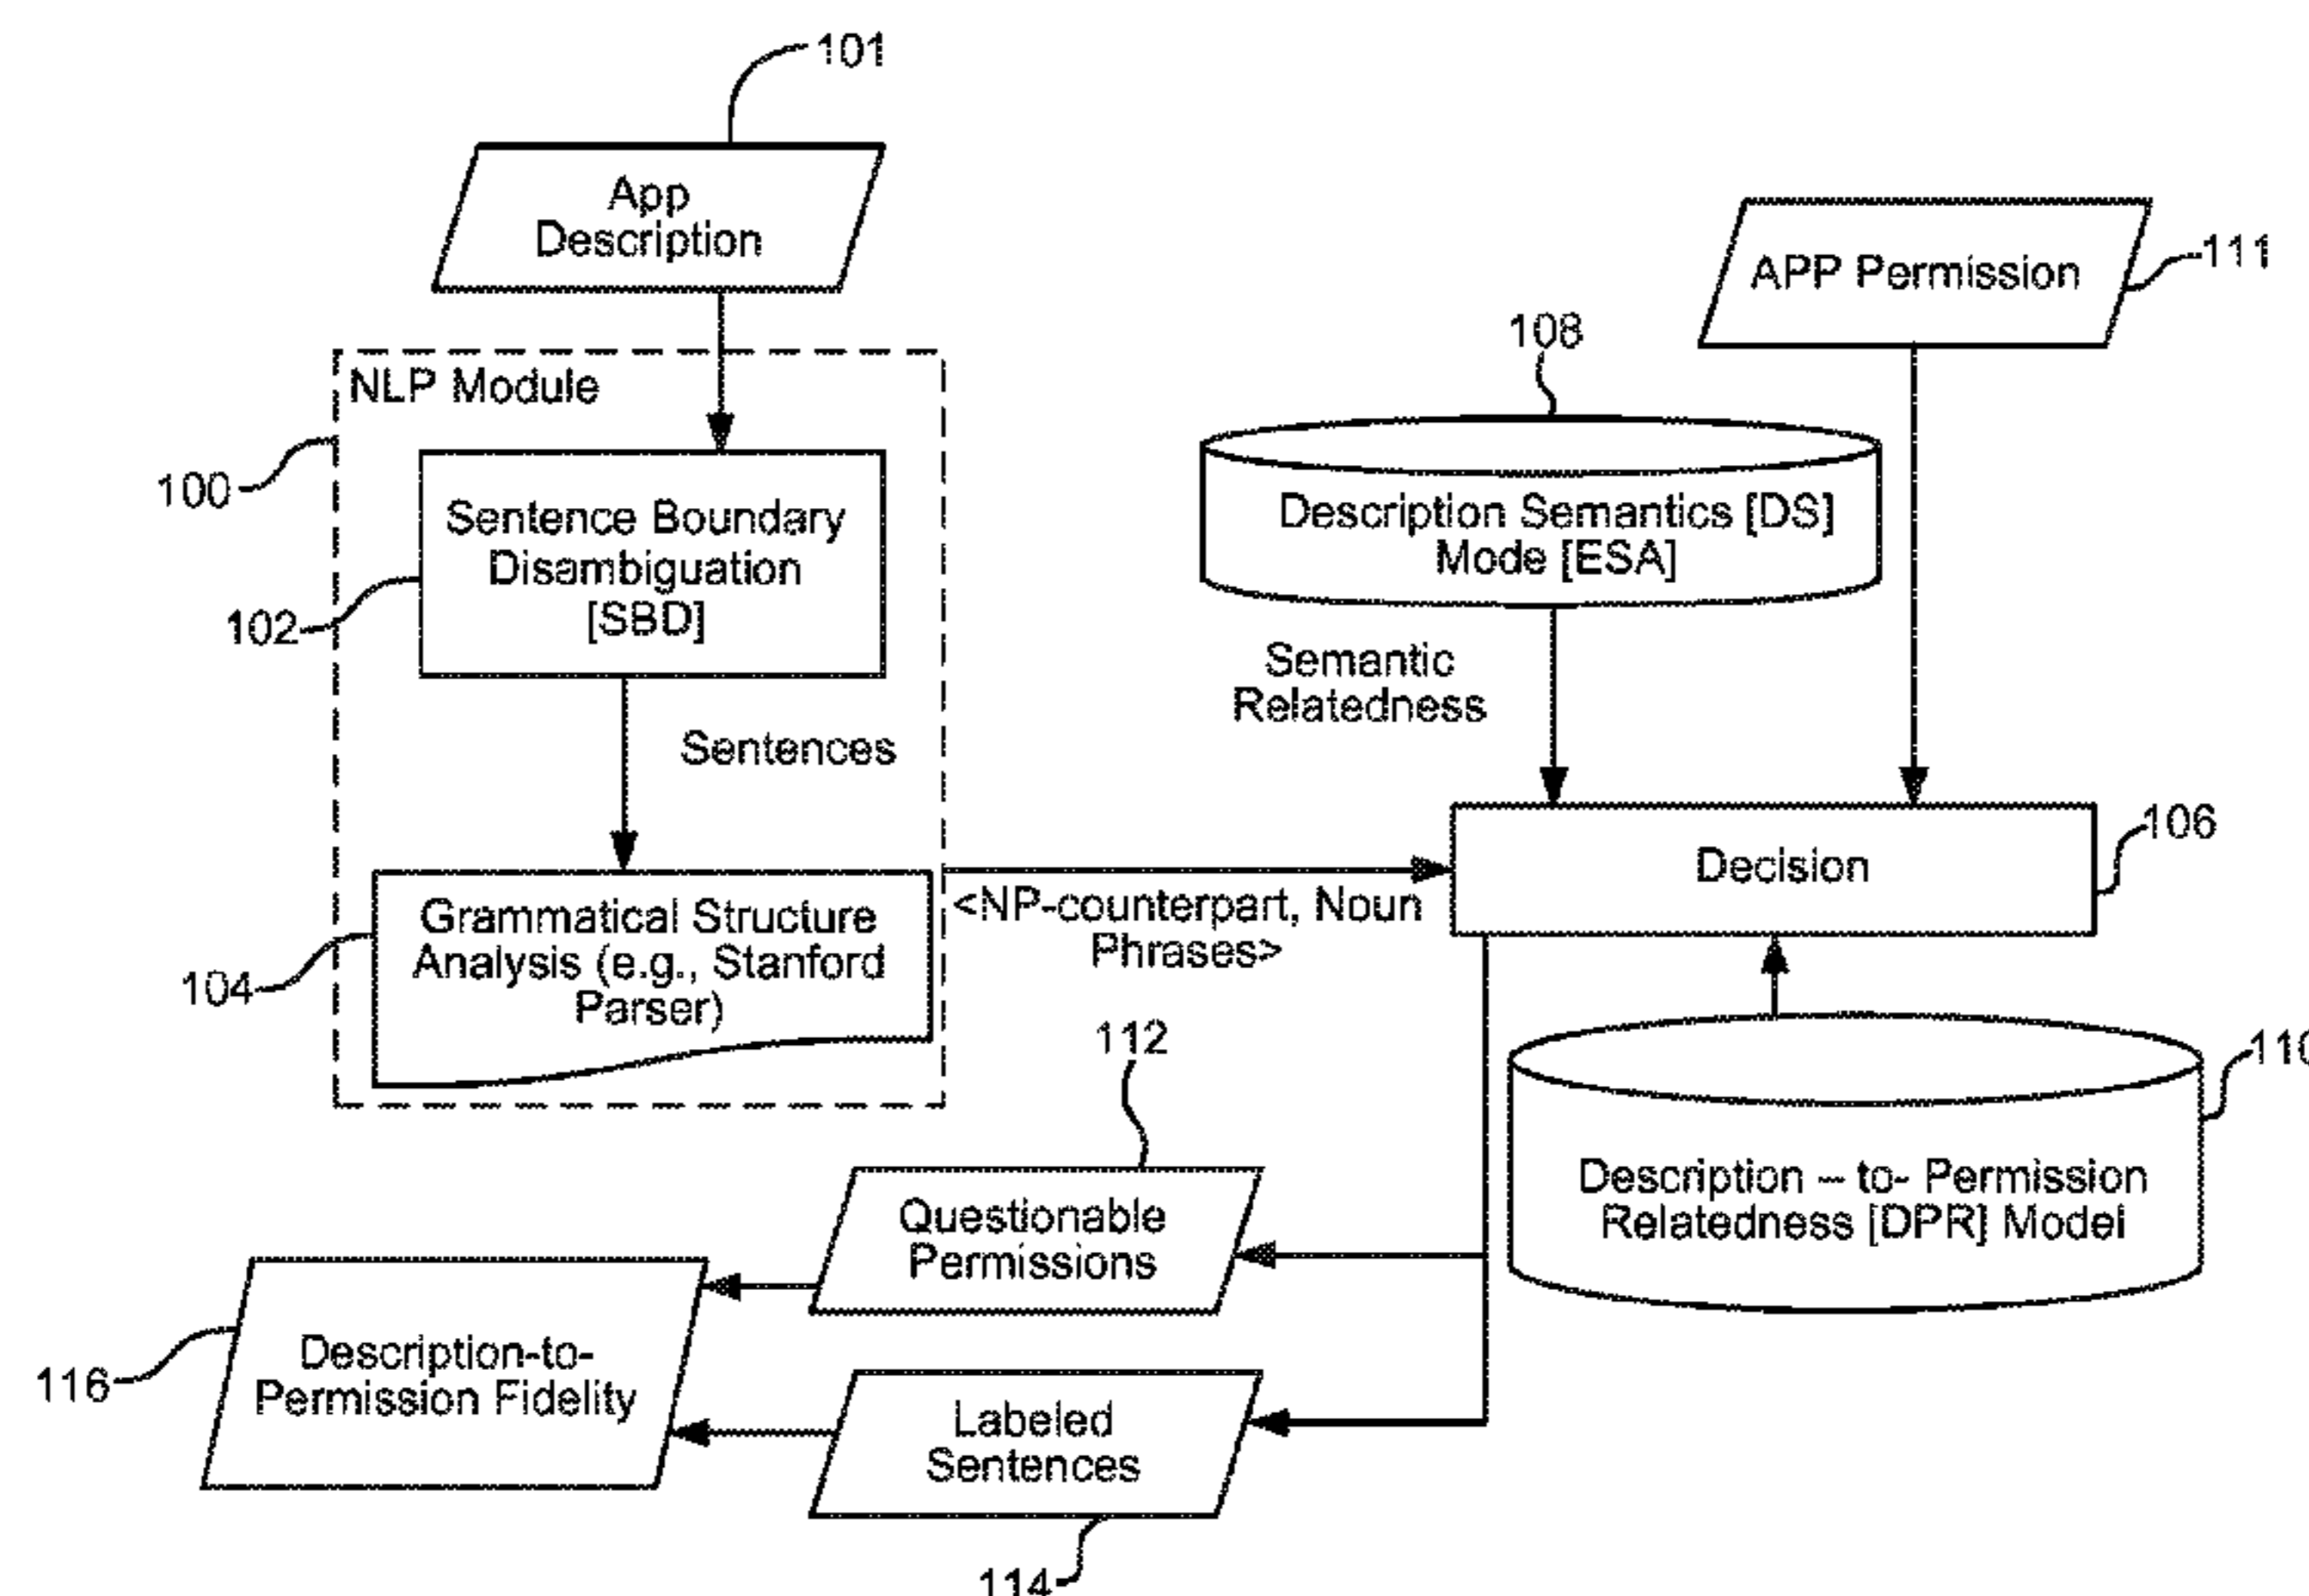 101
App
Description
APP Permission
111
108
NLP Module
100
Sentence Boundary
Disambiguation
[SBD]
102
Description Semantics [DS]
Mode [ESA]
Semantic
Relatedness
Sentences
106
Decision
<NP-counterpart, Noun
Phrases>
Grammatical Structure
Analysis (e.g., Stanford
Parser)
104
112
110
Description – to- Permission
Relatedness [DPR] Model
Questionable
Permissions
Description-to-
Permission Fidelity
116
Labeled
Sentences
114